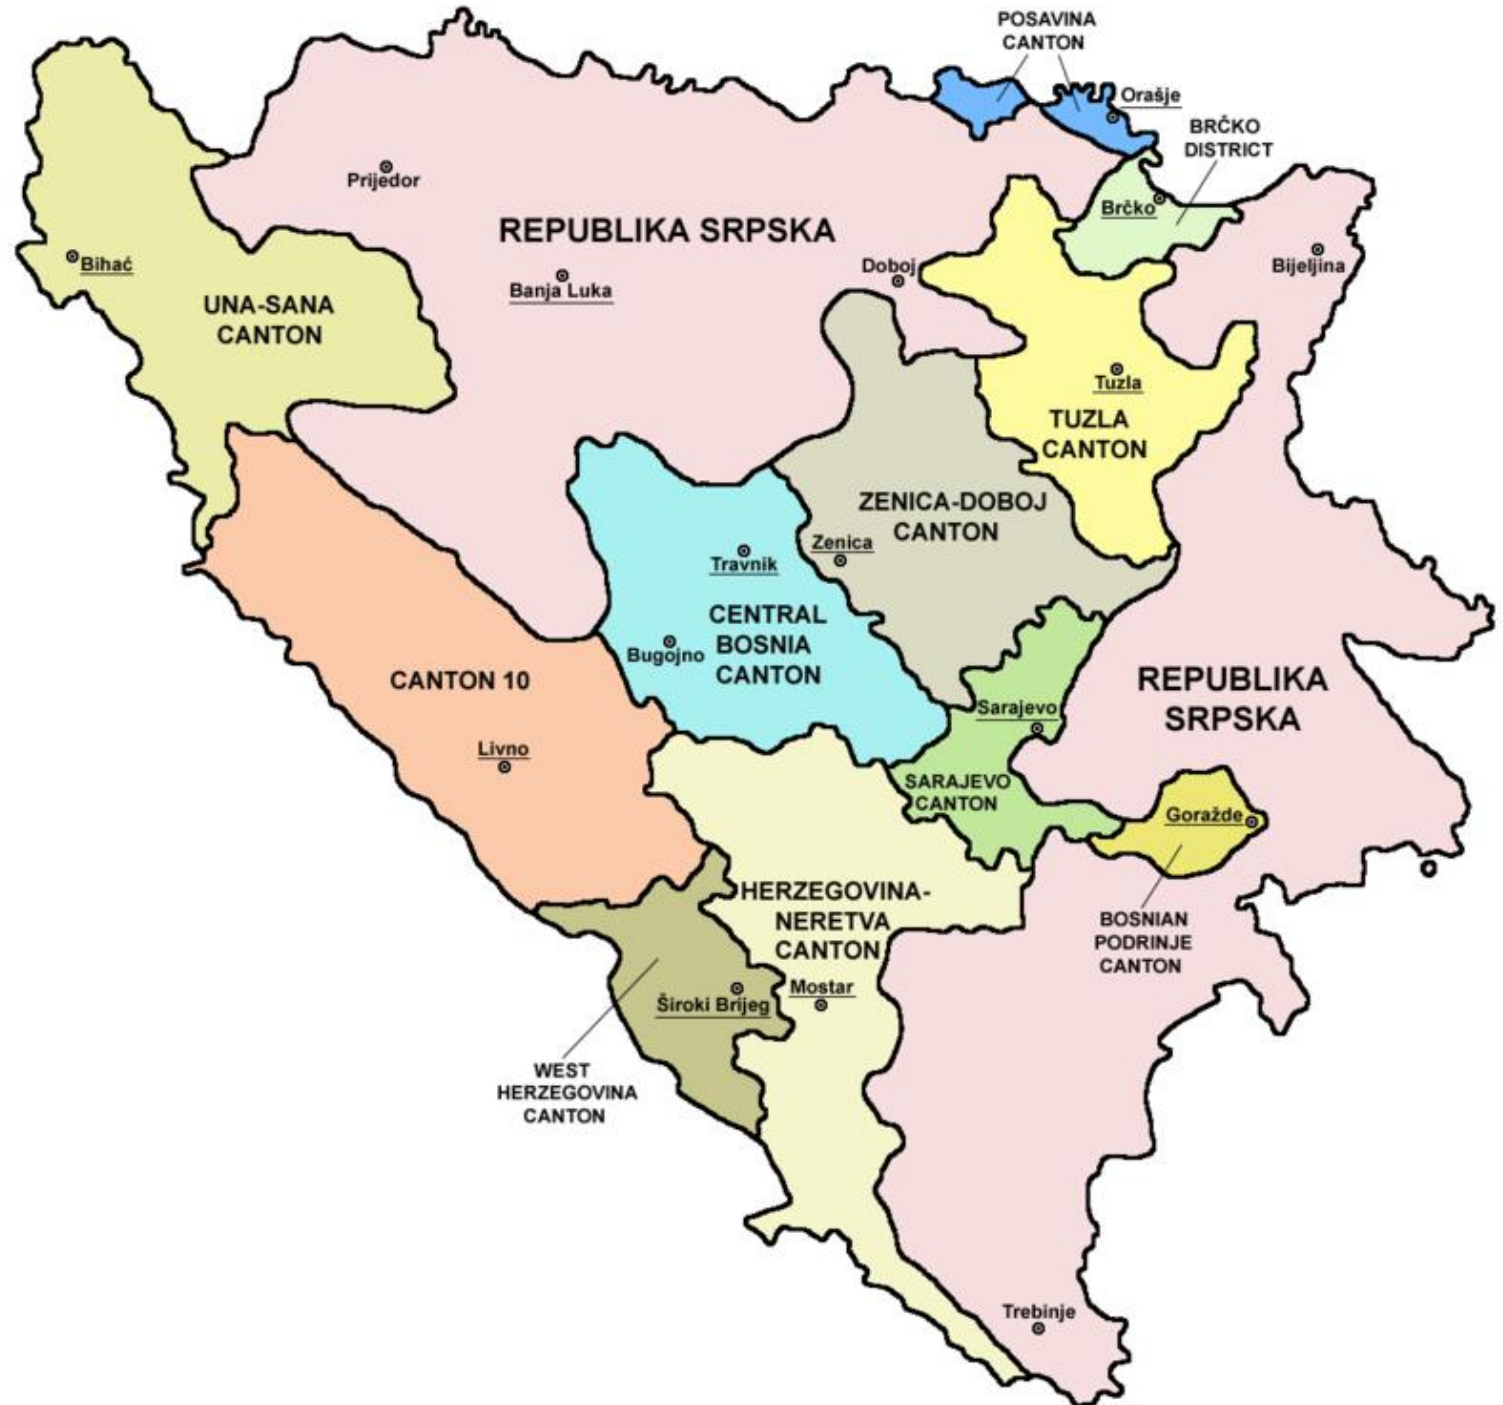 POSAVINA
CANTON
Orašje
BRČKO
DISTRICT
Prijedor
Brčko
REPUBLIKA SRPSKA
Bihać
Doboj
Bijeljina
Banja Luka
UNA-SANA
CANTON
Tuzla
TUZLA
CANTON
ZENICA-DOBOJ
CANTON
Zenica
Travnik
CENTRAL
BOSNIA
CANTON
Bugojno
CANTON 10
REPUBLIKA
SRPSKA
Sarajevo
Livno
SARAJEVO
CANTON
Goražde
HERZEGOVINA-
NERETVA
CANTON
BOSNIAN
PODRINJE
CANTON
Mostar
Široki Brijeg
WEST
HERZEGOVINA
CANTON
Trebinje